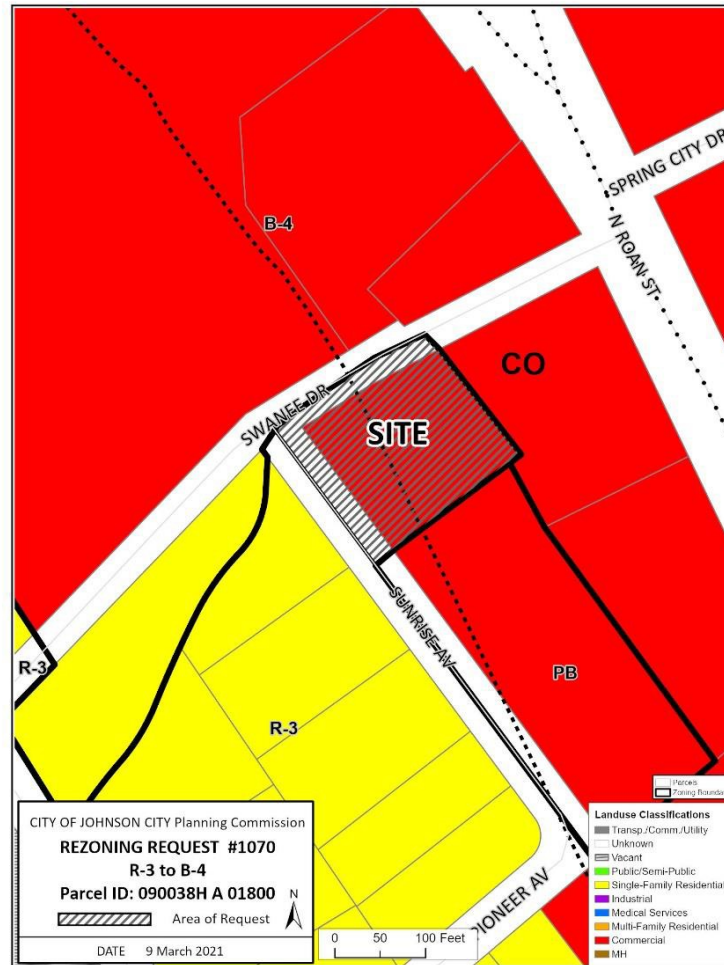 SPRING CITY DR
N ROAN ST
B-4
CO
SWANEE DR
SITE
SUNRISE AV
PB
R-3
R-3
PIONEER AV
CITY OF JOHNSON CITY Planning Commission
REZONING REQUEST #1070
R-3 to B-4
Parcel ID: 090038H A 01800
N
Area of Request
DATE 9 March 2021
0 50 100 Feet
Parcels
Zoning Boundar
Landuse Classifications
Transp./Comm./Utility
Unknown
Vacant
Public/Semi-Public
Single-Family Residential
Industrial
Medical Services
Multi-Family Residential
Commercial
MH